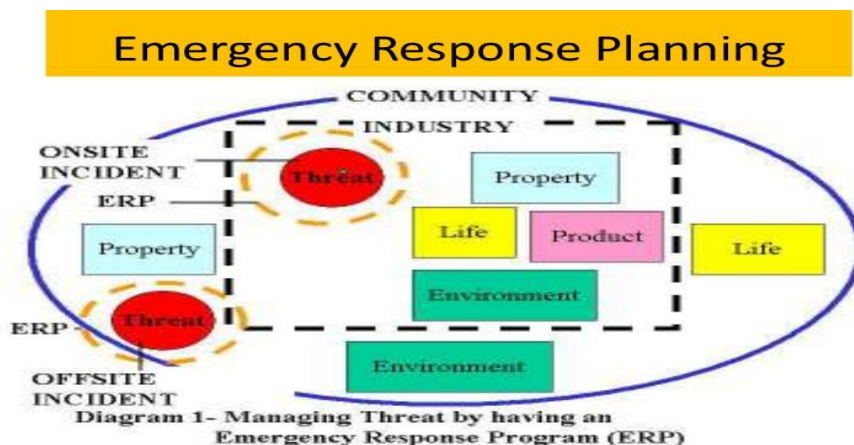 Emergency Response Planning
COMMUNITY
INDUSTRY
ONSITE
INCIDENT
Threat
ERP
Property
Life
Product
Environment
Property
Life
Threat
ERP
OFFSITE
INCIDENT
Environment
Diagram 1- Managing Threat by having an
Emergency Response Program (ERP)